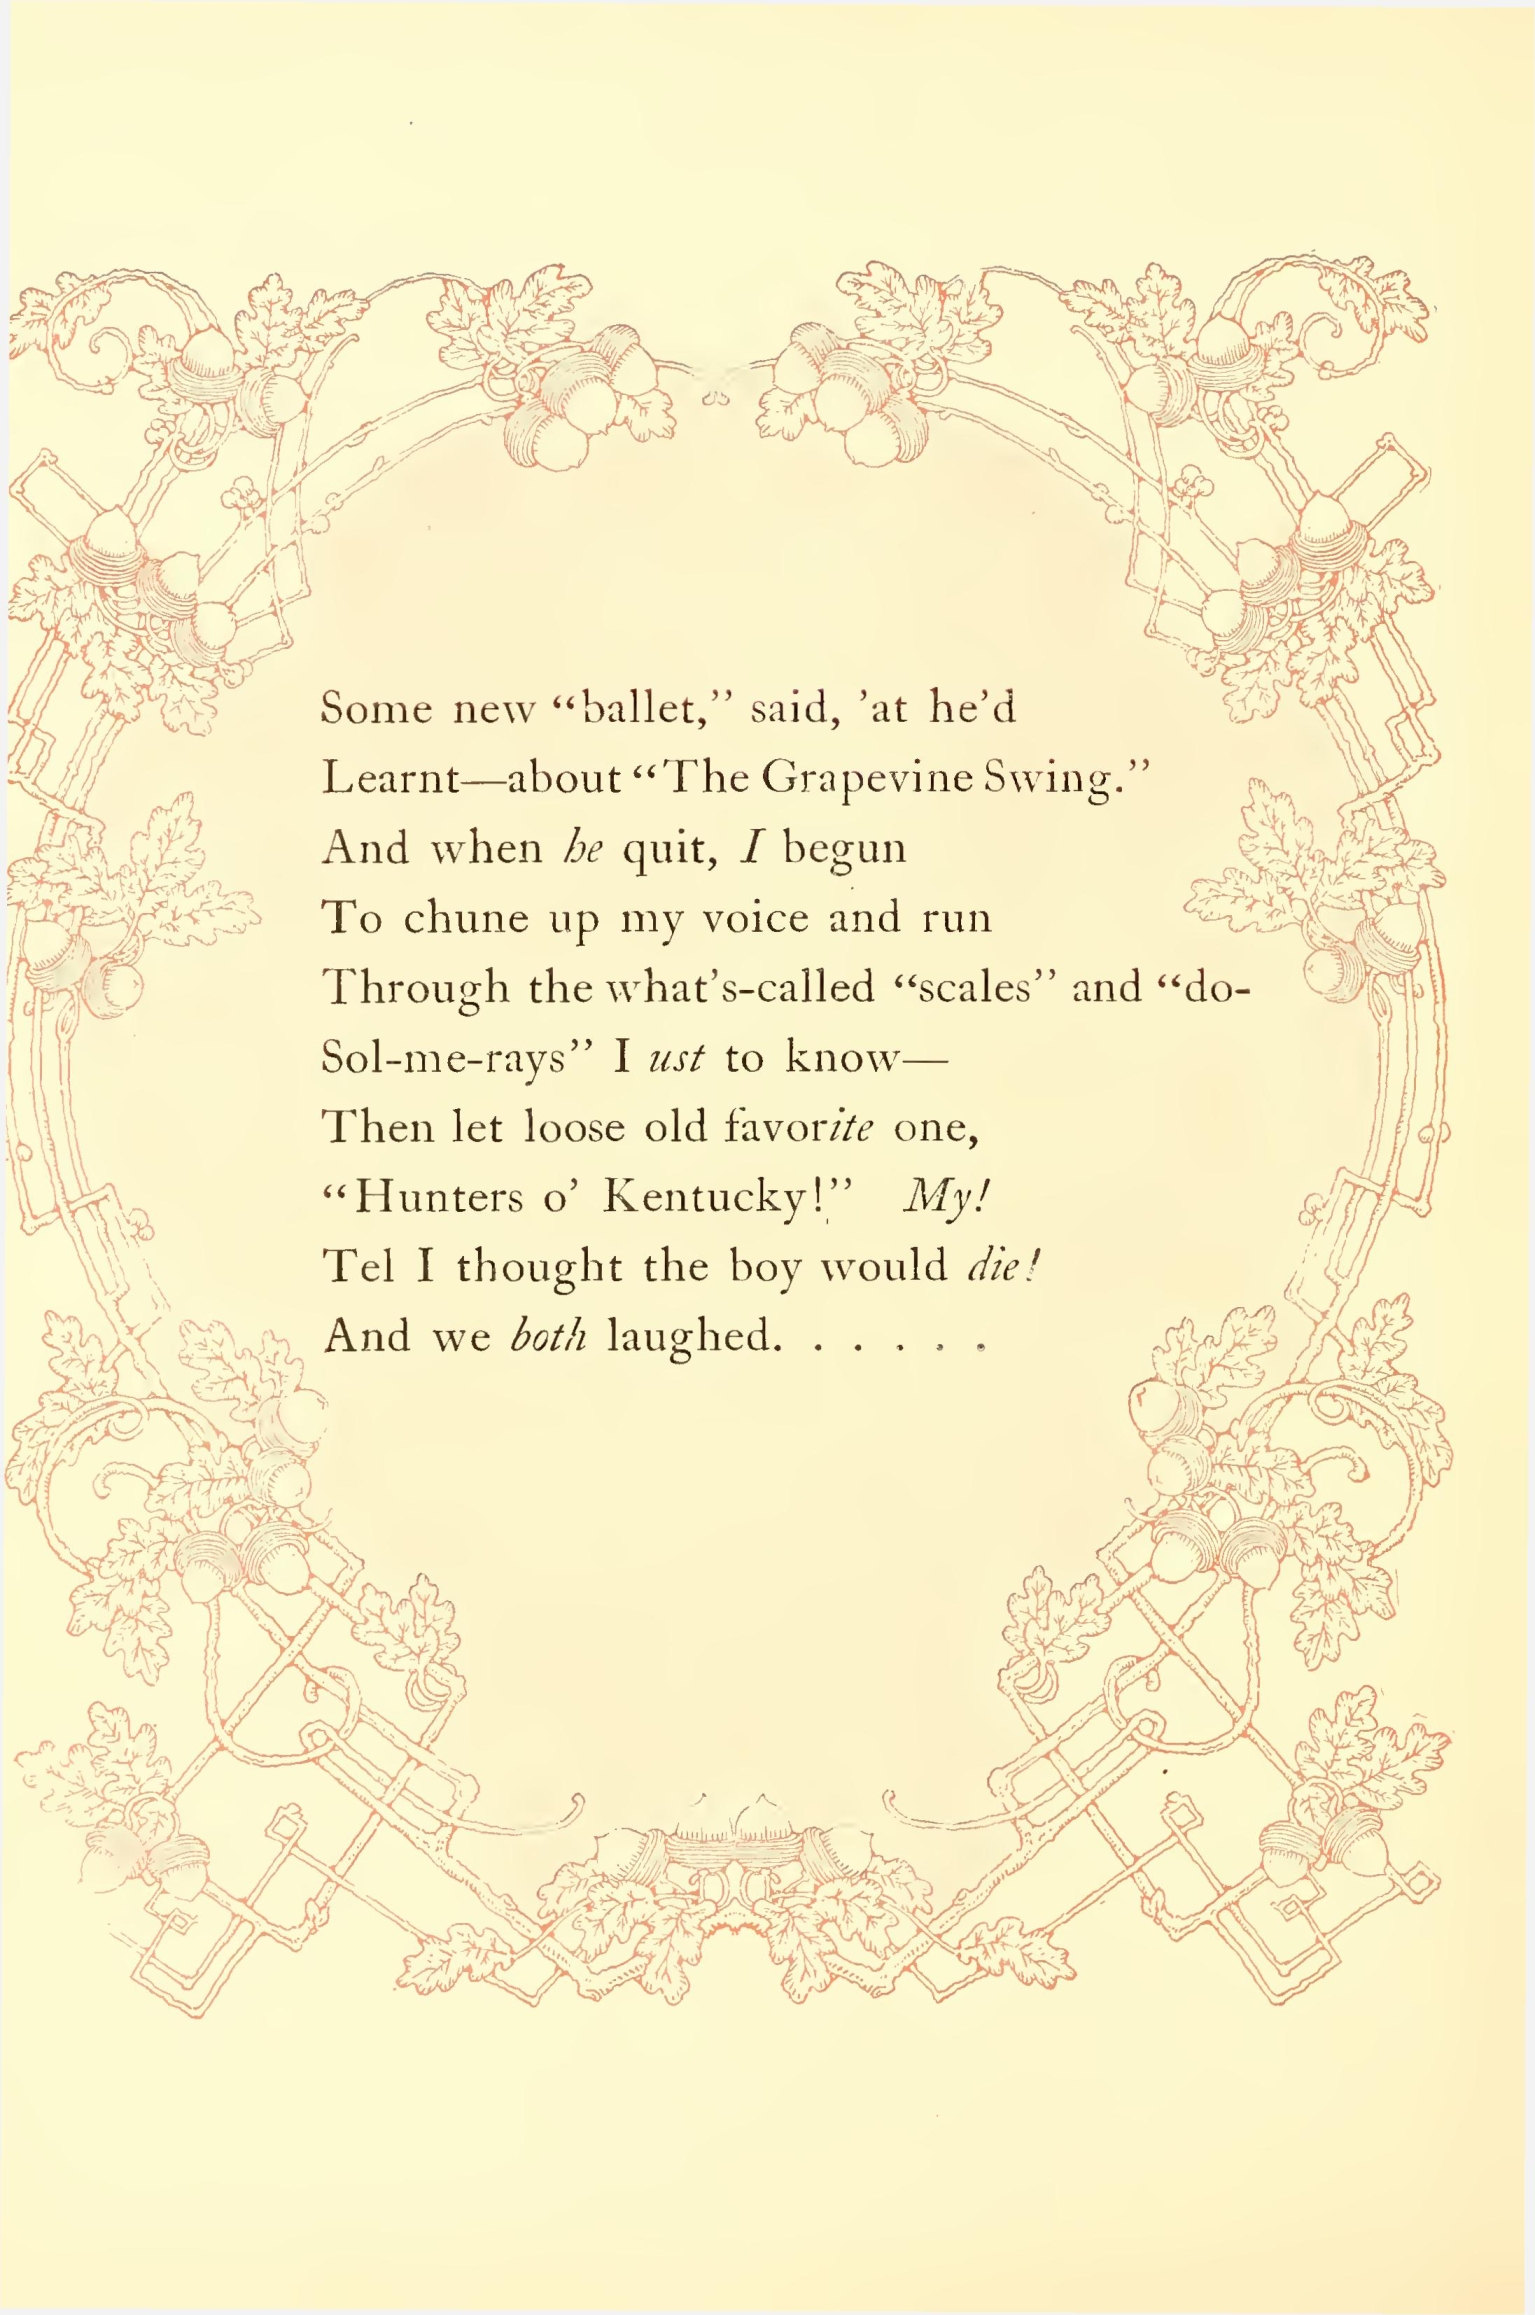 Some new “ballet,” said, ’at he’d
Learnt—about “The Grapevine Swing.”
And when he quit, I begun
To chune up my voice and run
Through the what's-called “scales” and “do-
Sol-me-rays” I ust to know—
Then let loose old favorite one,
“Hunters o’ Kentucky!” My!
Tel I thought the boy would die!
And we both laughed. . . . . .